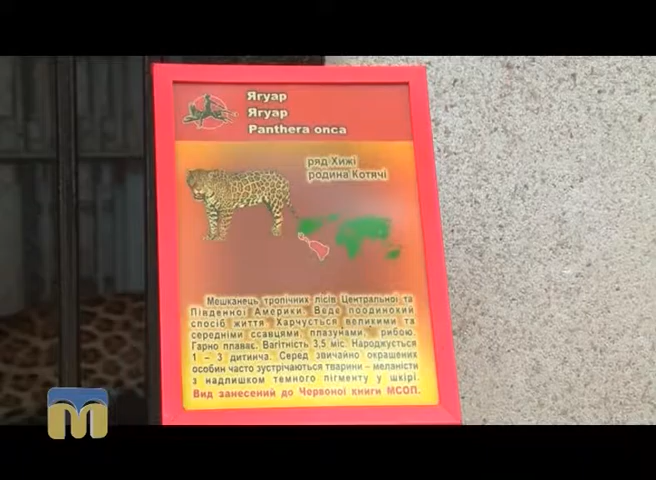 Ягуар
Ягуар
Panthera onca
ряд Хижі
родина Котячі
Мешканець тропічних лісів Центральної та
Південної Америки. Веде поодинокий
спосіб життя. Харчується великими та
середніми ссавцями, плазунами, рибою.
Гарно плаває. Вагітність 3,5 міс. Народжується
1 – 3 дитинча. Серед звичайно окрашених
особин часто зустрічаються тварини – меланісти
з надлишком темного пігменту у шкірі.
Вид занесений до Червоної книги МСОП.